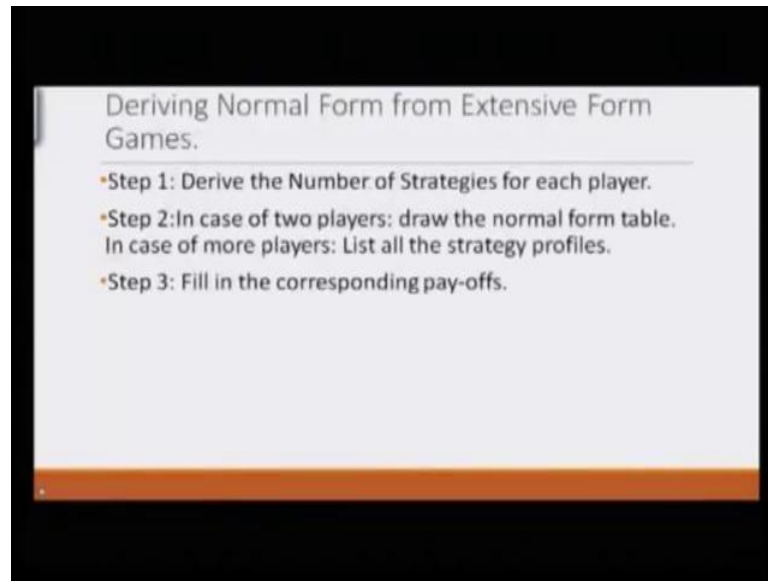 Deriving Normal Form from Extensive Form
Games.
•Step 1: Derive the Number of Strategies for each player.
•Step 2:In case of two players: draw the normal form table.
In case of more players: List all the strategy profiles.
•Step 3: Fill in the corresponding pay-offs.